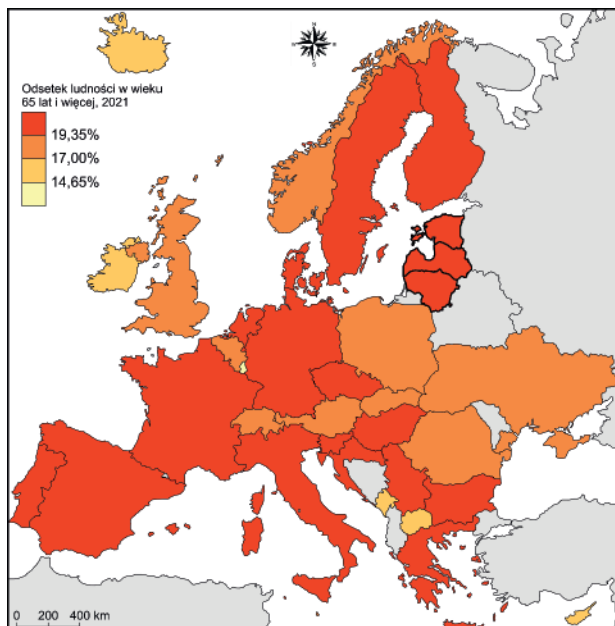 Odsetek ludności w wieku
65 lat i więcej, 2021
19,35%
17,00%
14,65%
0 200 400 km